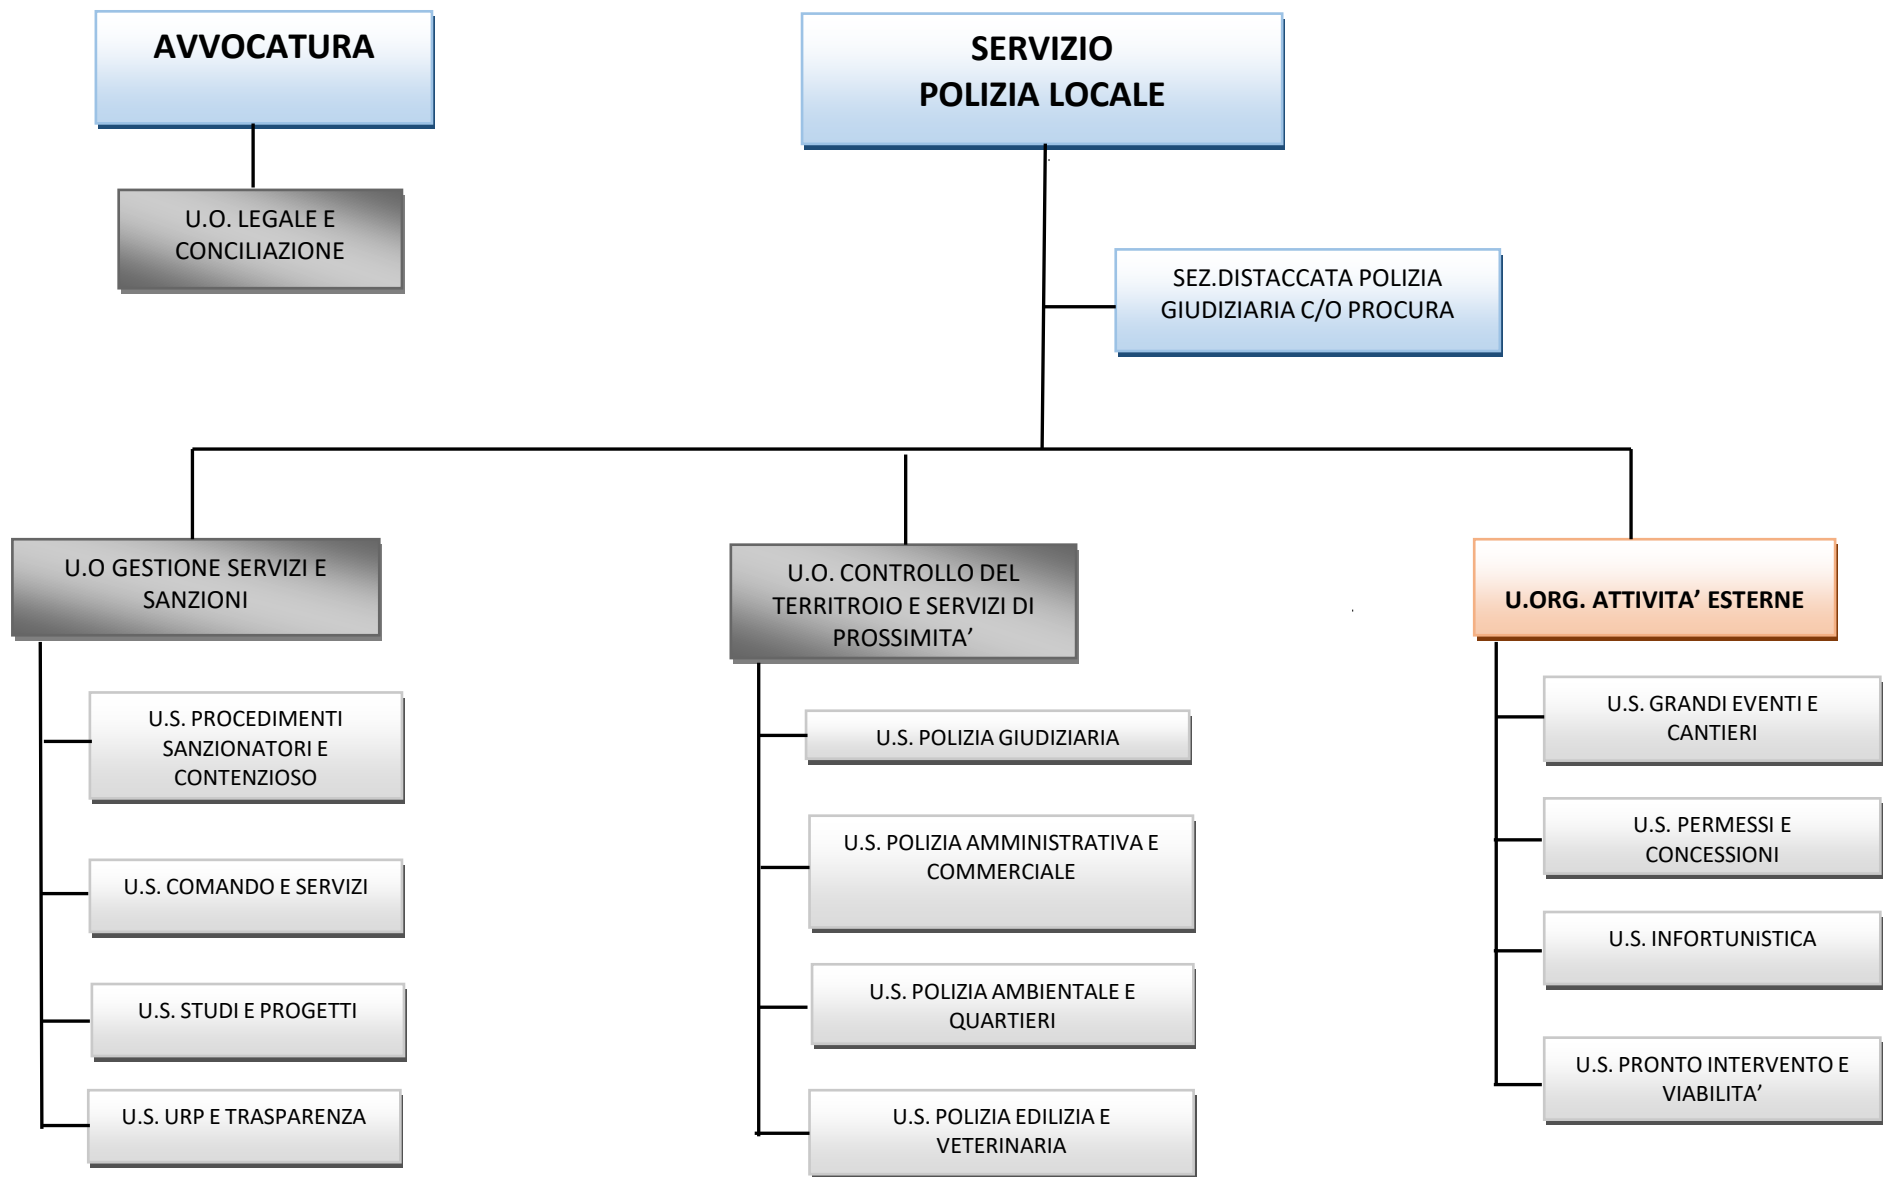 AVVOCATURA
SERVIZIO
POLIZIA LOCALE
U.O. LEGALE E
CONCILIAZIONE
SEZ.DISTACCATA POLIZIA
GIUDIZIARIA C/O PROCURA
U.O GESTIONE SERVIZI E
SANZIONI
U.S. PROCEDIMENTI
SANZIONATORI E
CONTENZIOSO
U.S. COMANDO E SERVIZI
U.S. STUDI E PROGETTI
U.S. URP E TRASPARENZA
U.O. CONTROLLO DEL
TERRITROIO E SERVIZI DI
PROSSIMITA’
U.S. POLIZIA GIUDIZIARIA
U.S. POLIZIA AMMINISTRATIVA E
COMMERCIALE
U.S. POLIZIA AMBIENTALE E
QUARTIERI
U.S. POLIZIA EDILIZIA E
VETERINARIA
U.ORG. ATTIVITA’ ESTERNE
U.S. GRANDI EVENTI E
CANTIERI
U.S. PERMESSI E
CONCESSIONI
U.S. INFORTUNISTICA
U.S. PRONTO INTERVENTO E
VIABILITA’